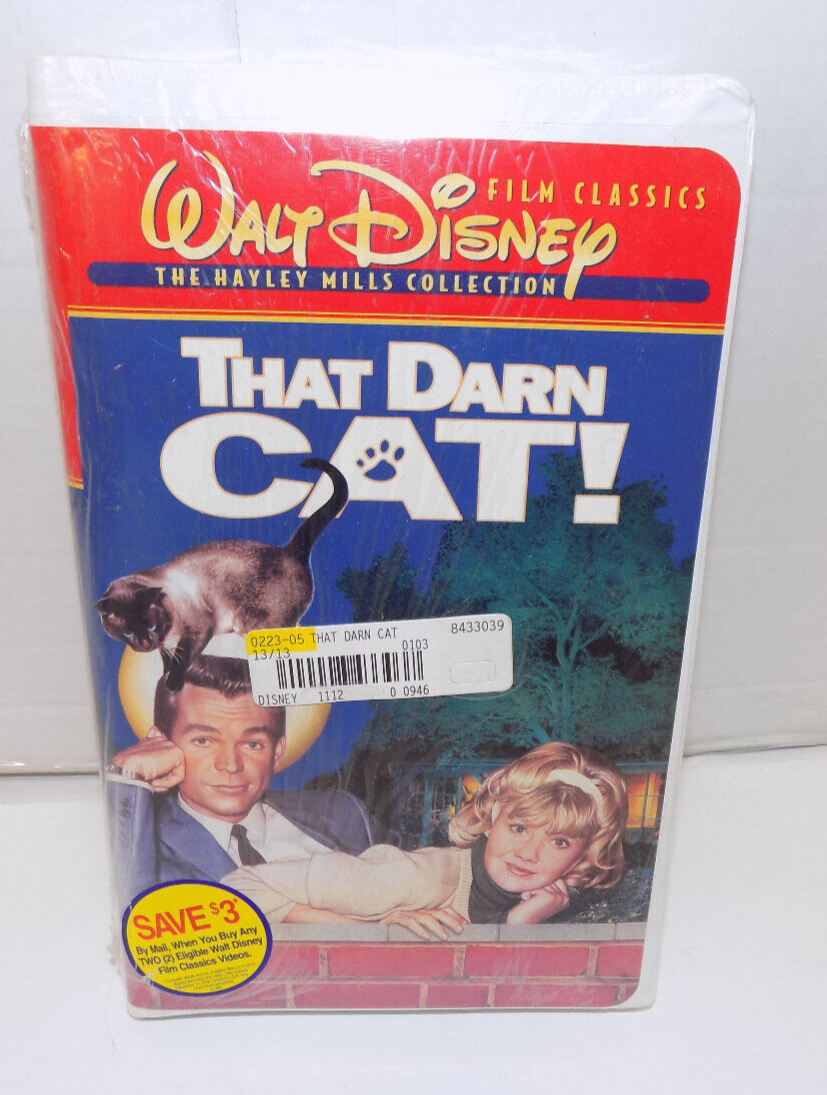 FILM CLASSICS
WALT DISNEY
THE HAYLEY MILLS COLLECTION
THAT DARN
CAT!
0223-05 THAT DARN CAT 8433039
13/13 0103
DISNEY 1112 0 0946
SAVE $3*
By Mail, When You Buy Any
TWO (2) Eligible Walt Disney
Film Classics Videos.